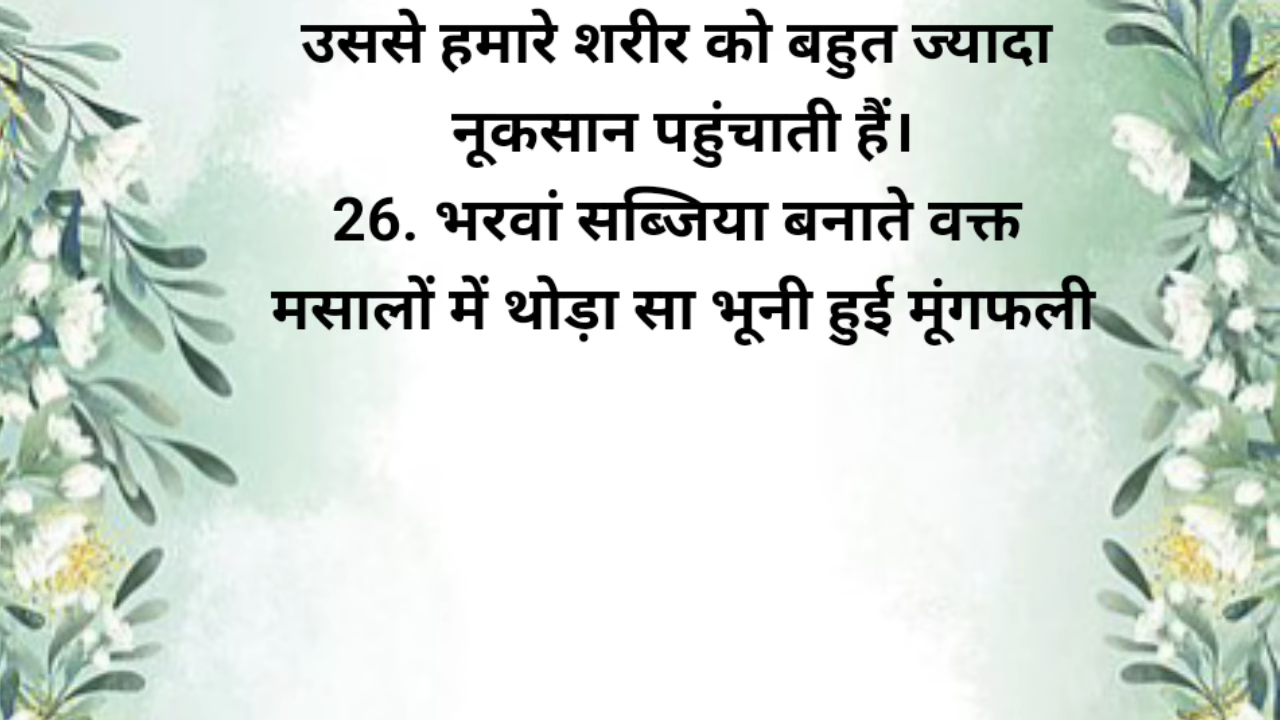 उससे हमारे शरीर को बहुत ज्यादा
नूकसान पहुंचाती हैं।
26. भरवां सब्जिया बनाते वक्त
मसालों में थोड़ा सा भूनी हुई मूंगफली